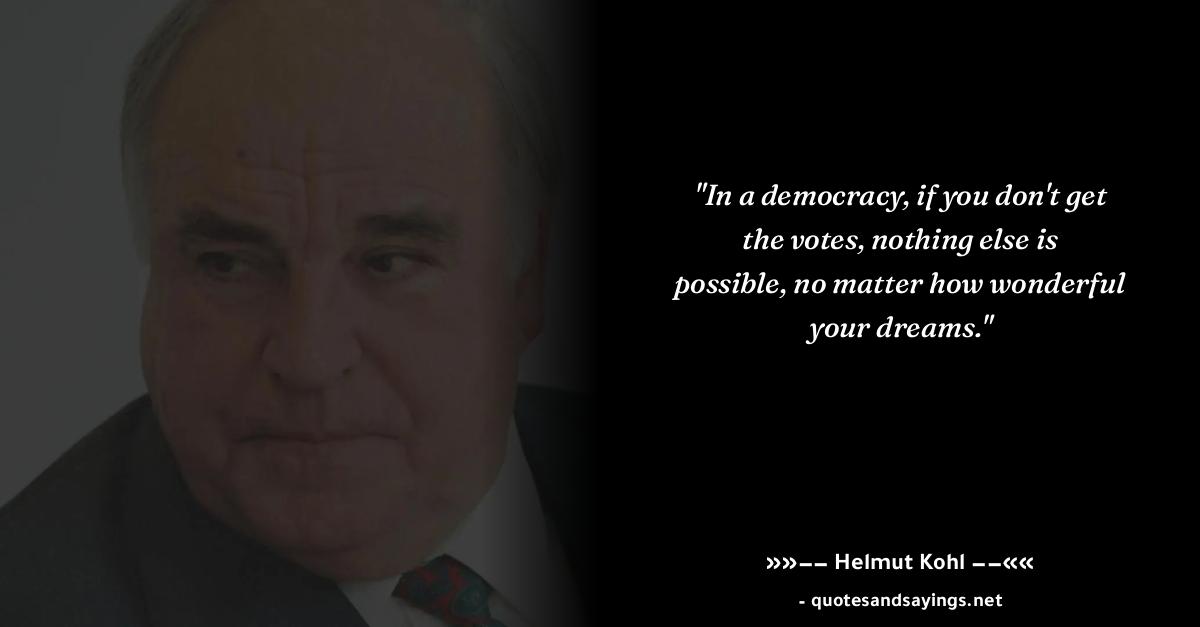 "In a democracy, if you don't get
the votes, nothing else is
possible, no matter how wonderful
your dreams."
»»–– Helmut Kohl ––««
- quotesandsayings.net